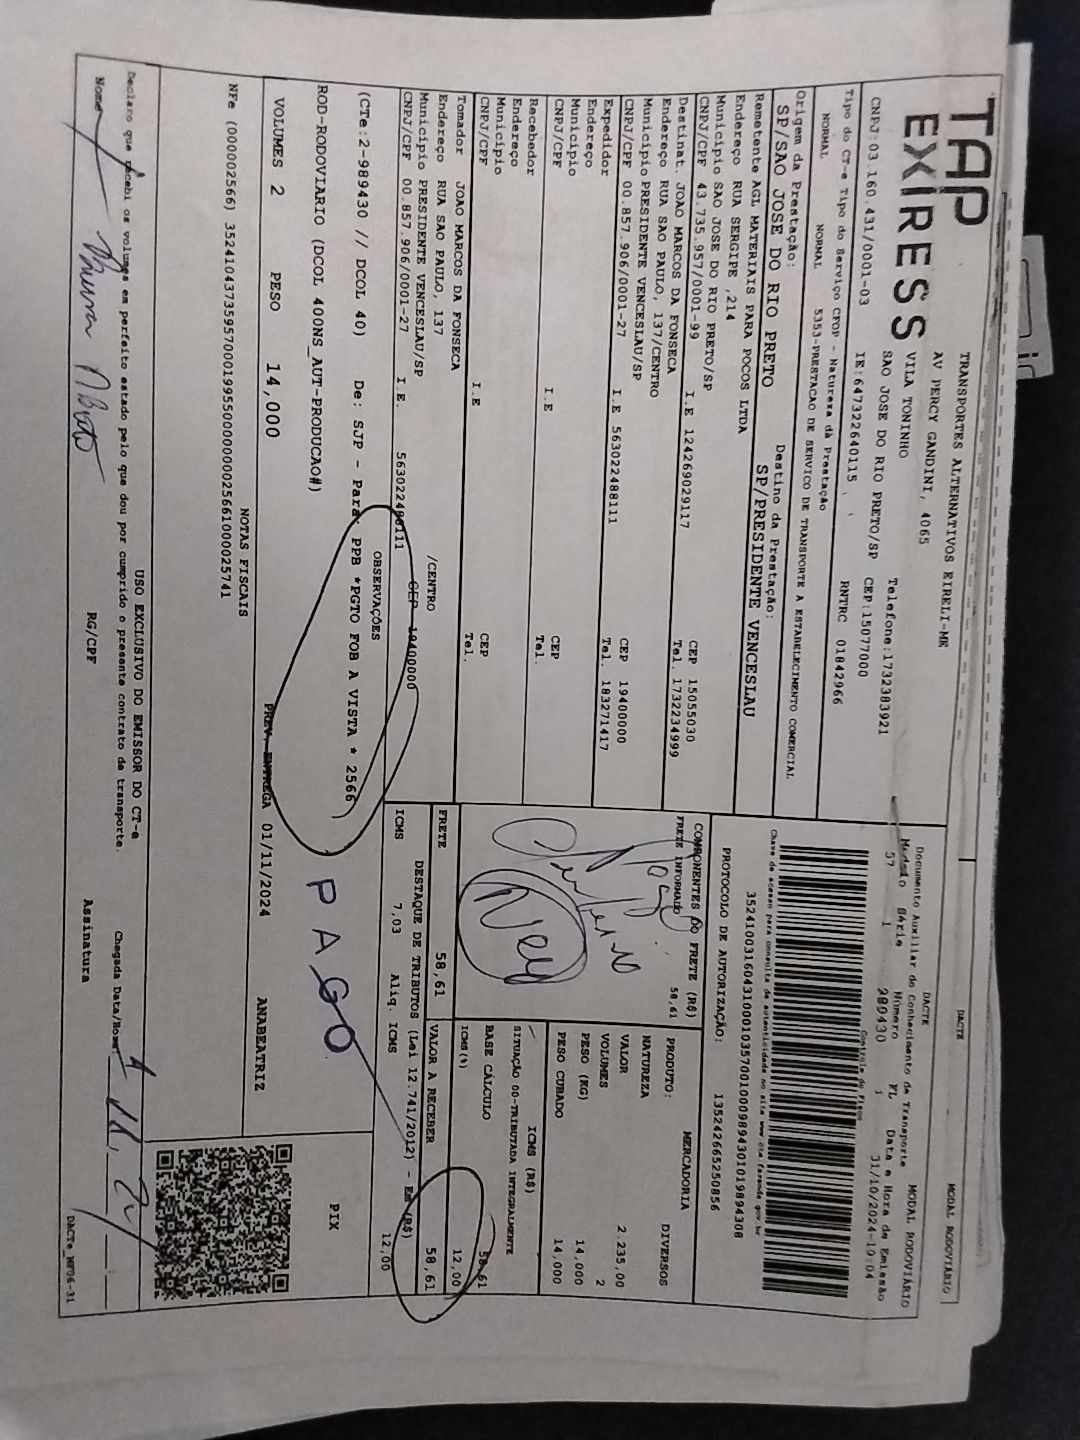 TAP
EXPRESS
TRANSPORTES ALTERNATIVOS EIRELI-ME
AV PERCY GANDINI, 4065
VILA TONINHO
SAO JOSE DO RIO PRETO/SP
Telefone:1732383921
CEP:15077000
CNPJ:03.160.431/0001-03
IE:647322640115
RNTRC 01842966
Tipo do CT-e Tipo do Serviço CFOP - Natureza da Prestação
NORMAL NORMAL 5353-PRESTACAO DE SERVICO DE TRANSPORTE A ESTABELECIMENTO COMERCIAL
Origem da Prestação: Destino da Prestação:
SP/SAO JOSE DO RIO PRETO SP/PRESIDENTE VENCESLAU
Remetente AGL MATERIAIS PARA POCOS LTDA
Endereço RUA SERGIPE ,214
Município SAO JOSE DO RIO PRETO/SP CEP 15055030
CNPJ/CPF 43.735.957/0001-99 I.E 124269029117 Tel. 1732234999
Destinat. JOAO MARCOS DA FONSECA
Endereço RUA SAO PAULO, 137/CENTRO
Município PRESIDENTE VENCESLAU/SP CEP 19400000
CNPJ/CPF 00.857.906/0001-27 I.E 563022488111 Tel. 183271417
Expedidor
Endereço
Município CEP
CNPJ/CPF I.E Tel.
Recebedor
Endereço
Município CEP
CNPJ/CPF I.E Tel.
Tomador JOAO MARCOS DA FONSECA
Endereço RUA SAO PAULO, 137 /CENTRO
Município PRESIDENTE VENCESLAU/SP CEP 19400000
CNPJ/CPF 00.857.906/0001-27 I.E. 563022488111
OBSERVAÇÕES
(CTe:2-989430 // DCOL 40) De: SJP - Para: PPB *PGTO FOB A VISTA * 2566
ROD-RODOVIARIO (DCOL 400NS_AUT-PRODUCAO#)
VOLUMES 2 PESO 14,000 PREV. ENTREGA 01/11/2024 ANABEATRIZ
NOTAS FISCAIS
NFe (000002566) 35241043735957000199550000000025661000025741
DACTE MODAL RODOVIÁRIO
DACTE
Documento Auxiliar do Conhecimento de Transporte MODAL RODOVIÁRIO
Modelo Série Número FL Data e Hora de Emissão
57 1 989430 1 31/10/2024-19:04
Controle do Fisco
Chave de acesso para consulta de autenticidade no site www.cte.fazenda.gov.br
35241003160431000103570010009894301019894308
PROTOCOLO DE AUTORIZAÇÃO: 135242665250856
COMPONENTES DO FRETE (R$)
FRETE INFORMADO 58,61
FRETE 58,61
PRODUTO: MERCADORIA
NATUREZA DIVERSOS
VALOR 2.235,00
VOLUMES 2
PESO (KG) 14,000
PESO CUBADO 14,000
ICMS (R$)
SITUAÇÃO 00-TRIBUTADA INTEGRALMENTE
BASE CÁLCULO 58,61
ICMS(%) 12,00
VALOR A RECEBER 58,61
DESTAQUE DE TRIBUTOS (Lei 12.741/2012) - Em (R$)
ICMS 7,03 Aliq. ICMS 12,00
PAGO
PIX
USO EXCLUSIVO DO EMISSOR DO CT-e
Declaro que recebi os volumes em perfeito estado pelo que dou por cumprido o presente contrato de transporte.
Chegada Data/Hora:
Nome RG/CPF Assinatura
DACTe_MF06-31